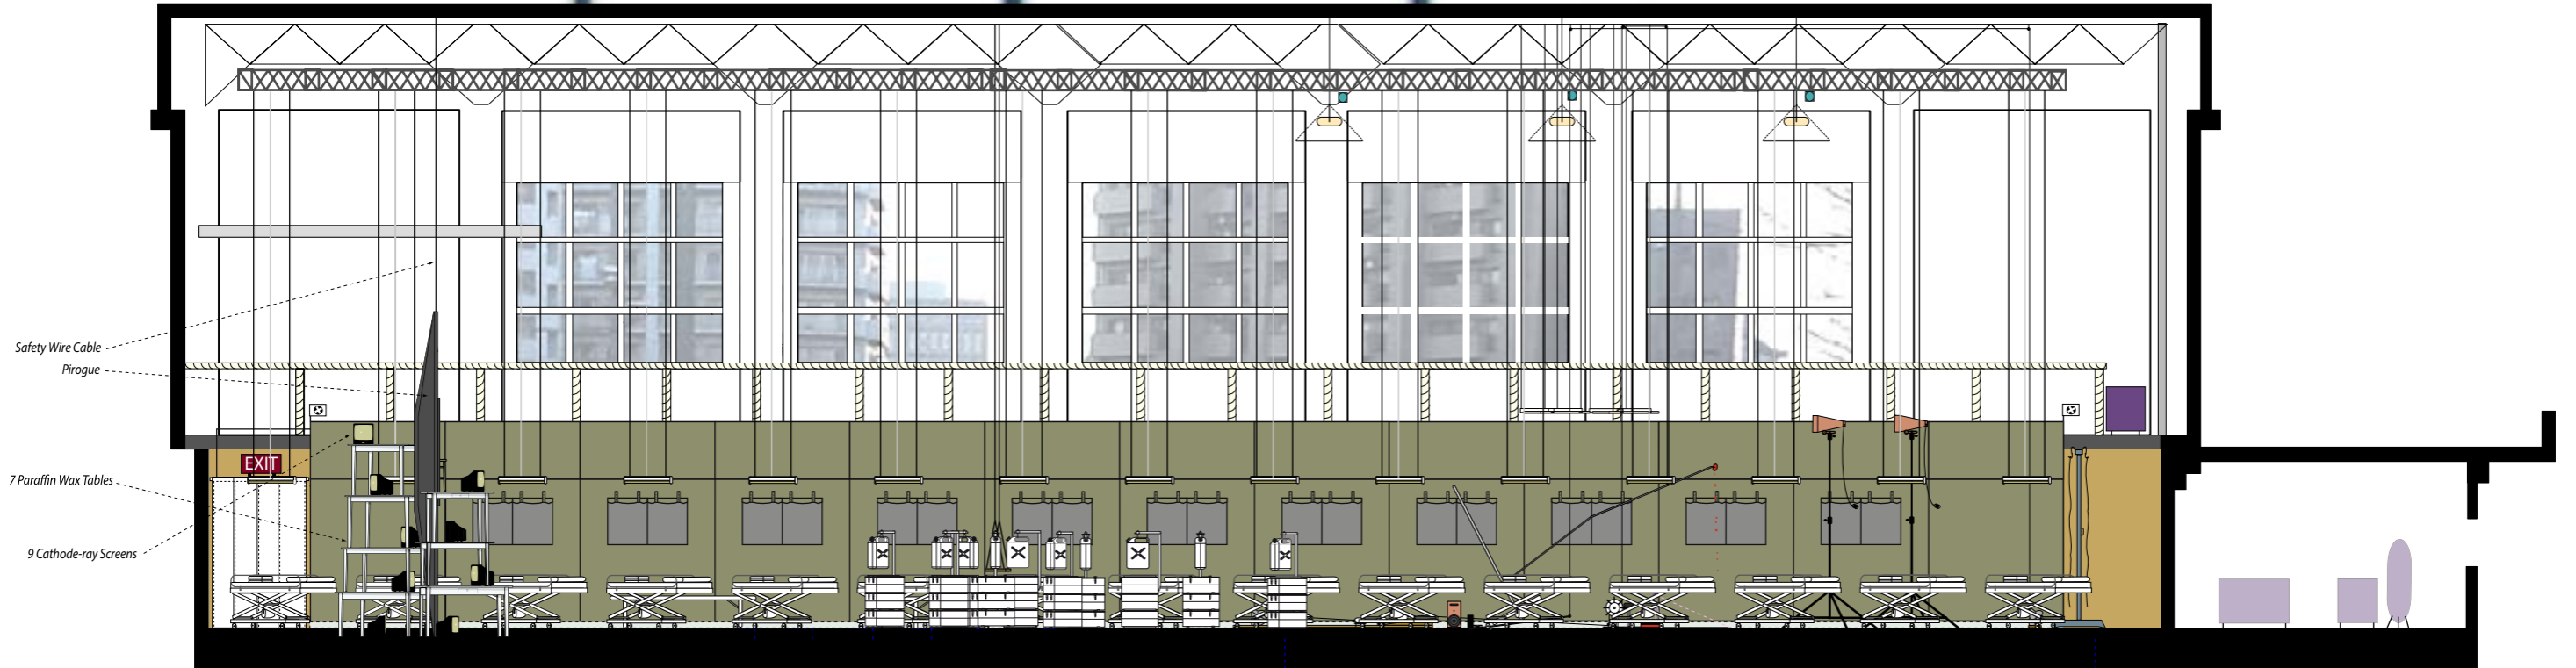 Safety Wire Cable
Pirogue
EXIT
7 Paraffin Wax Tables
9 Cathode-ray Screens